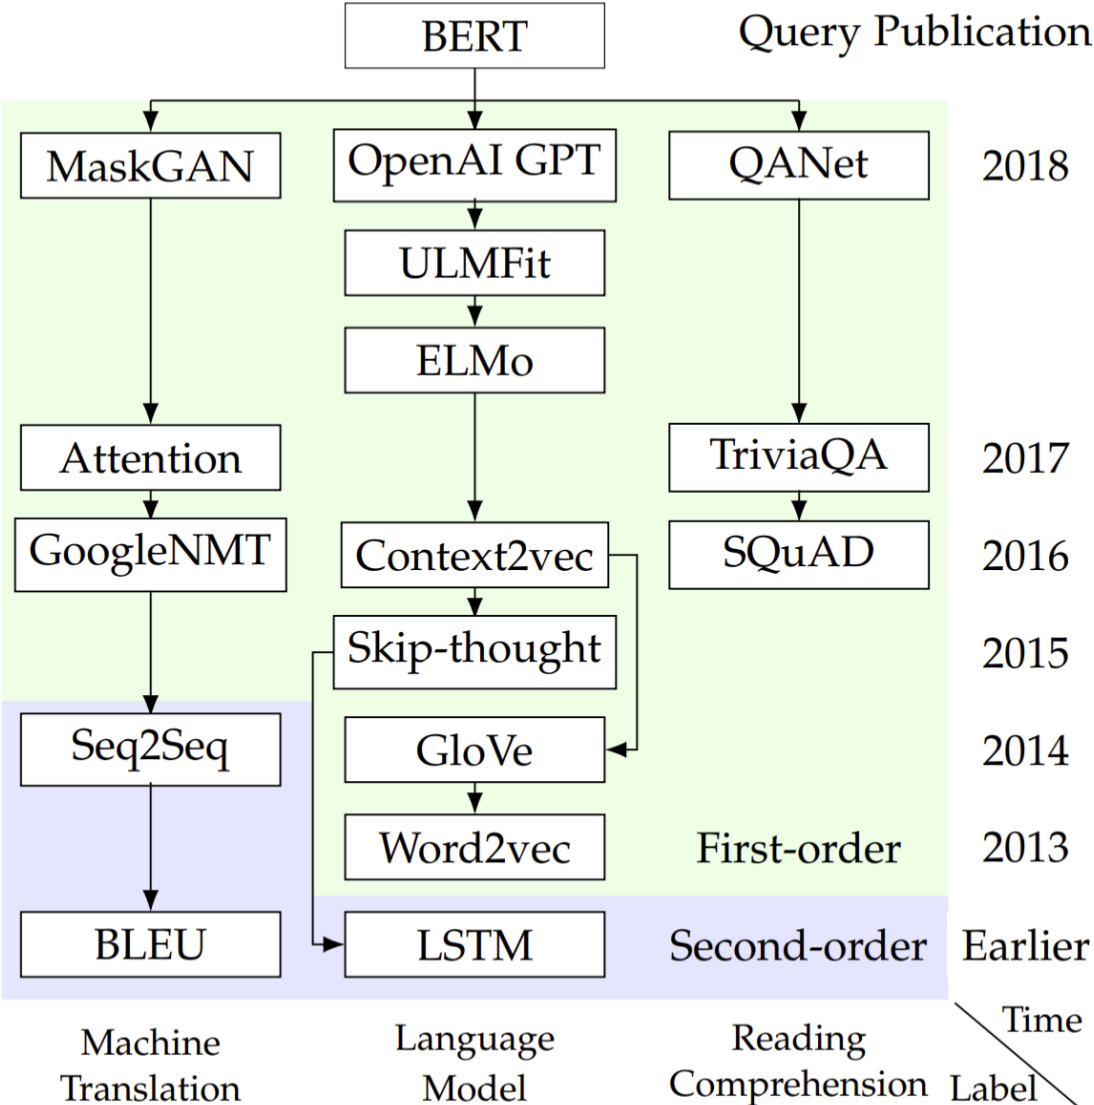 BERT
Query Publication
MaskGAN
OpenAI GPT
QANet
2018
ULMFit
ELMo
Attention
TriviaQA
2017
GoogleNMT
Context2vec
SQuAD
2016
Skip-thought
2015
Seq2Seq
GloVe
2014
Word2vec
First-order
2013
BLEU
LSTM
Second-order
Earlier
Machine
Translation
Language
Model
Reading
Comprehension
Time
Label